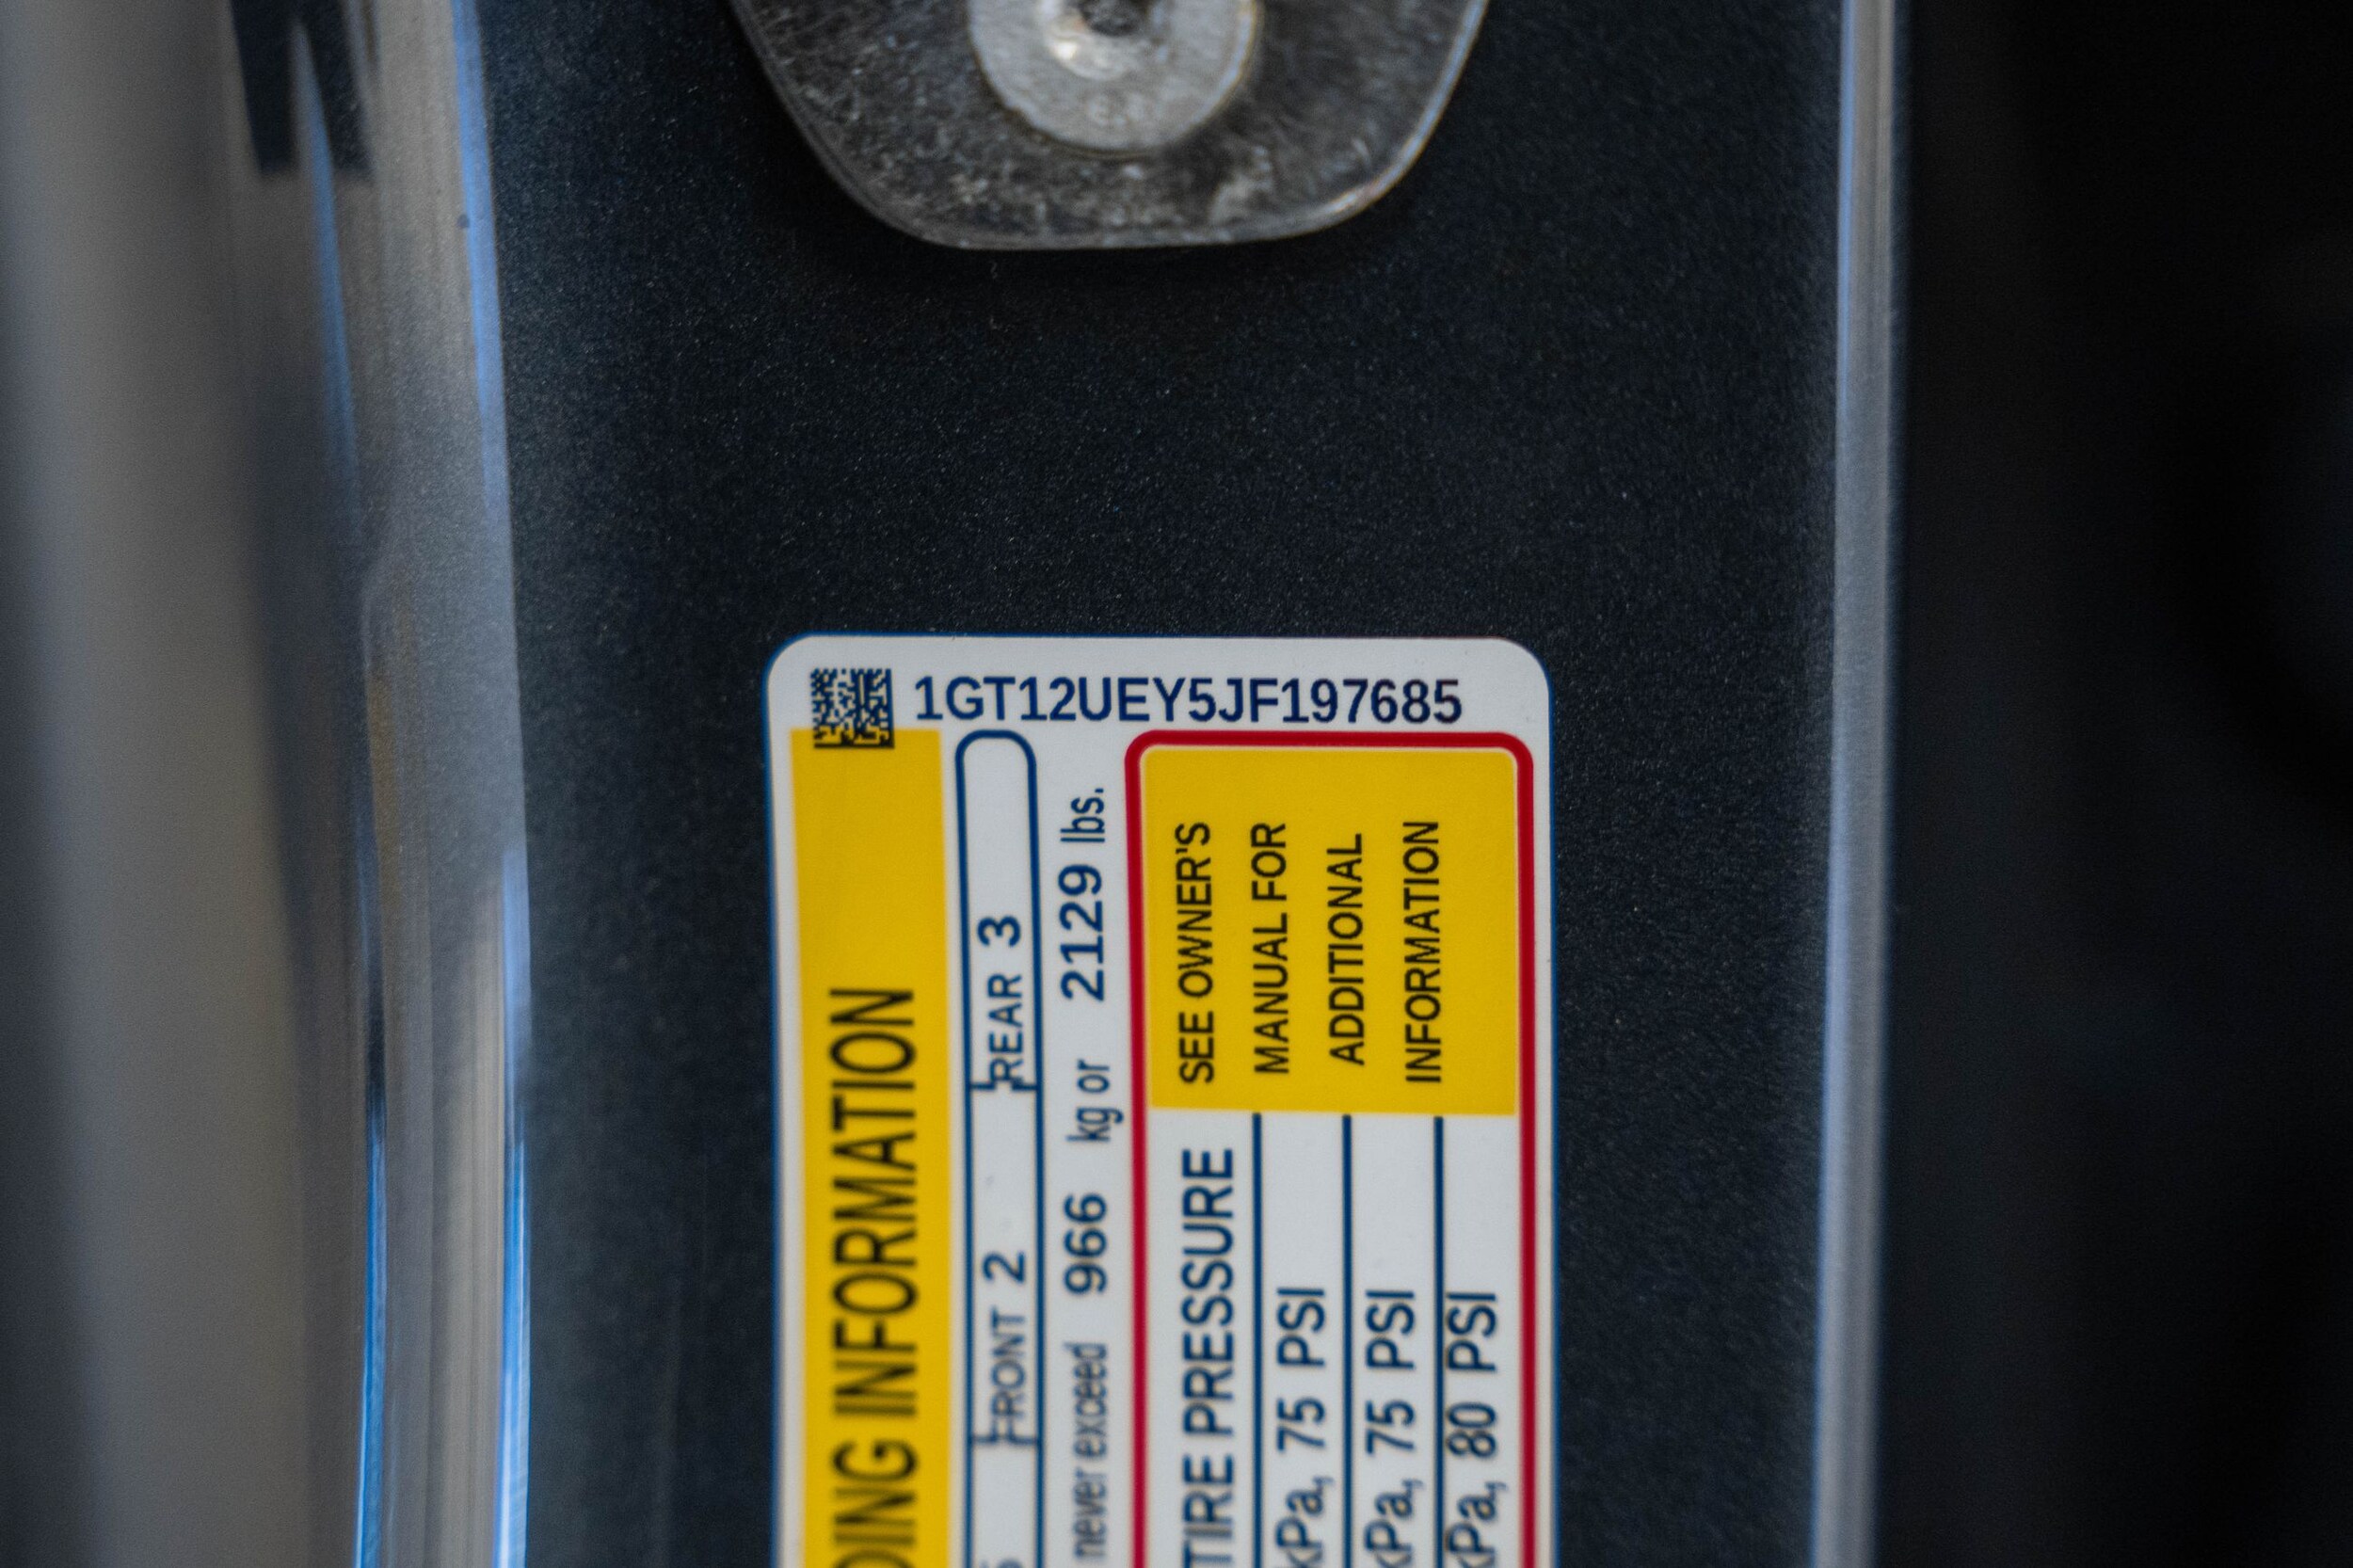 1GT12UEY5JF197685
DING INFORMATION
FRONT 2 REAR 3
never exceed 966 kg or 2129 lbs.
TIRE PRESSURE
kPa, 75 PSI
kPa, 75 PSI
kPa, 80 PSI
SEE OWNER'S
MANUAL FOR
ADDITIONAL
INFORMATION